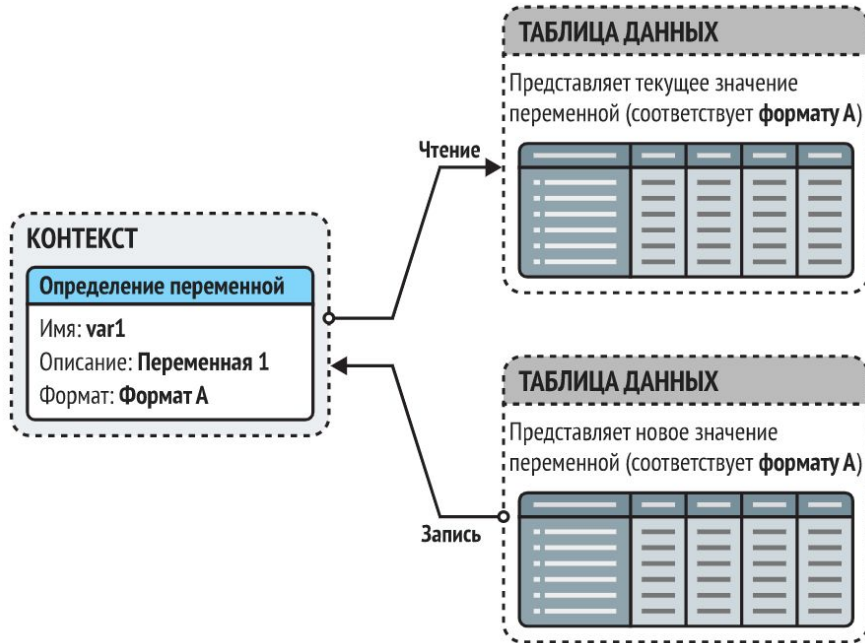 ТАБЛИЦА ДАННЫХ
Представляет текущее значение
переменной (соответствует формату А)
Чтение
КОНТЕКСТ
Определение переменной
Имя: var1
Описание: Переменная 1
Формат: Формат А
ТАБЛИЦА ДАННЫХ
Представляет новое значение
переменной (соответствует формату А)
Запись